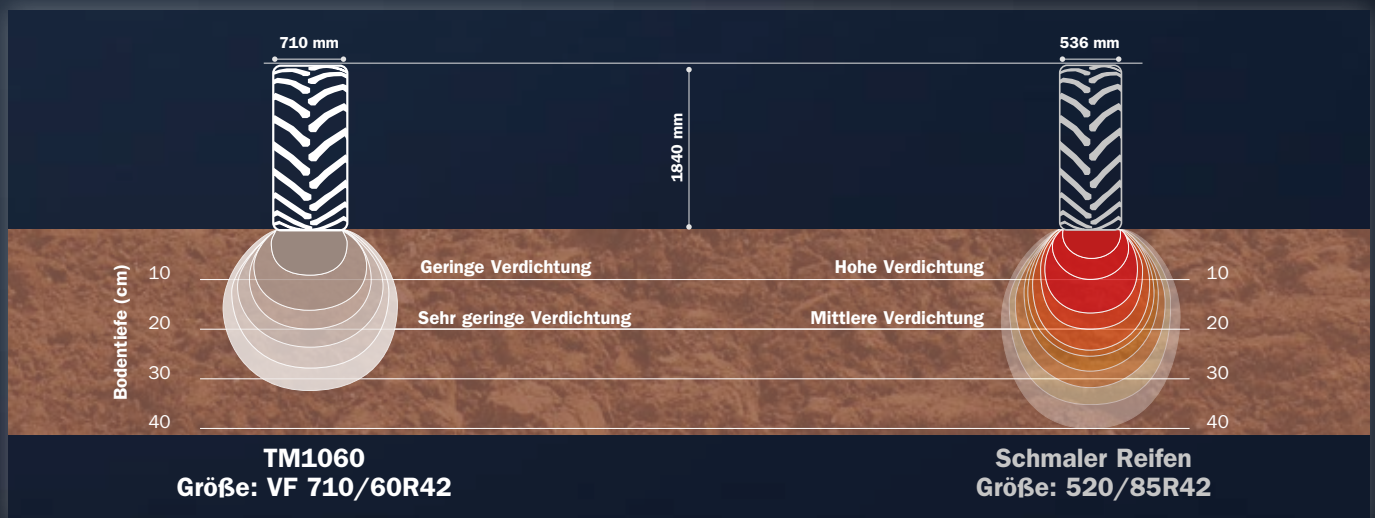 710 mm
536 mm
1840 mm
Bodentiefe (cm)
10
20
30
40
Geringe Verdichtung
Sehr geringe Verdichtung
Hohe Verdichtung
Mittlere Verdichtung
10
20
30
40
TM1060
Größe: VF 710/60R42
Schmaler Reifen
Größe: 520/85R42